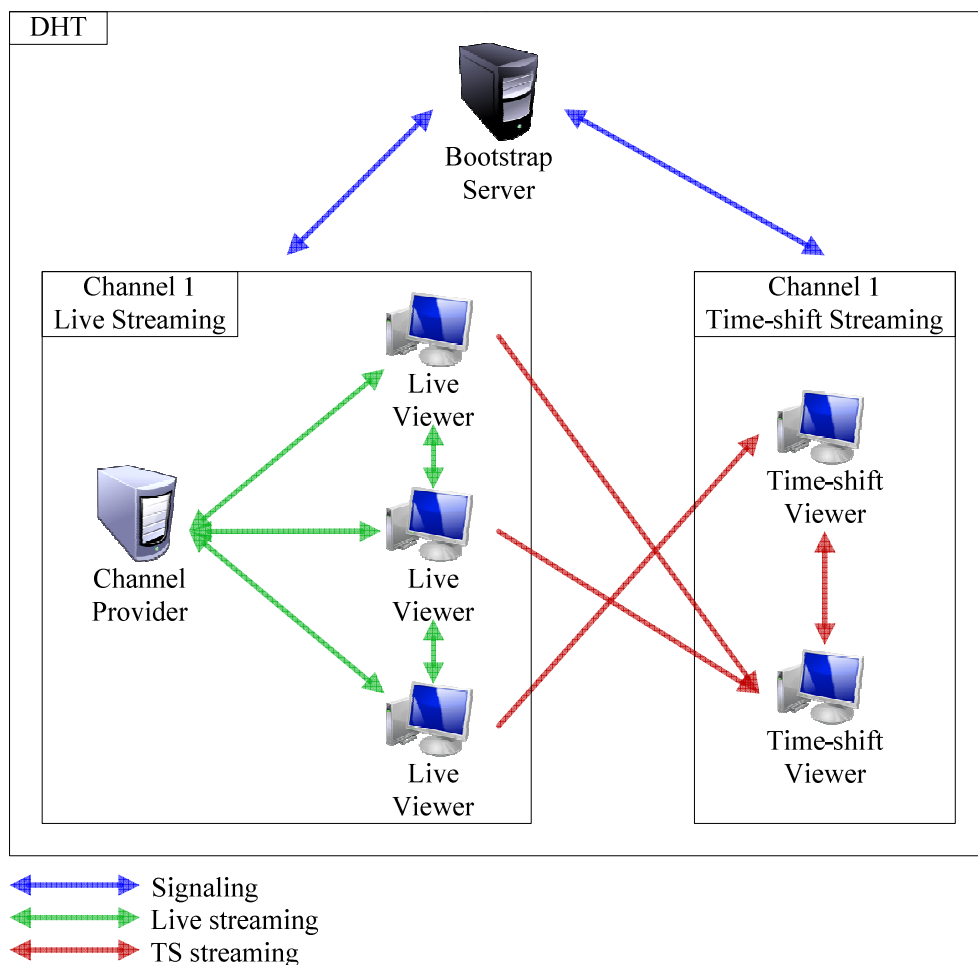 DHT
Bootstrap
Server
Channel 1
Live Streaming
Channel 1
Time-shift Streaming
Live
Viewer
Time-shift
Viewer
Channel
Provider
Live
Viewer
Live
Viewer
Time-shift
Viewer
Signaling
Live streaming
TS streaming